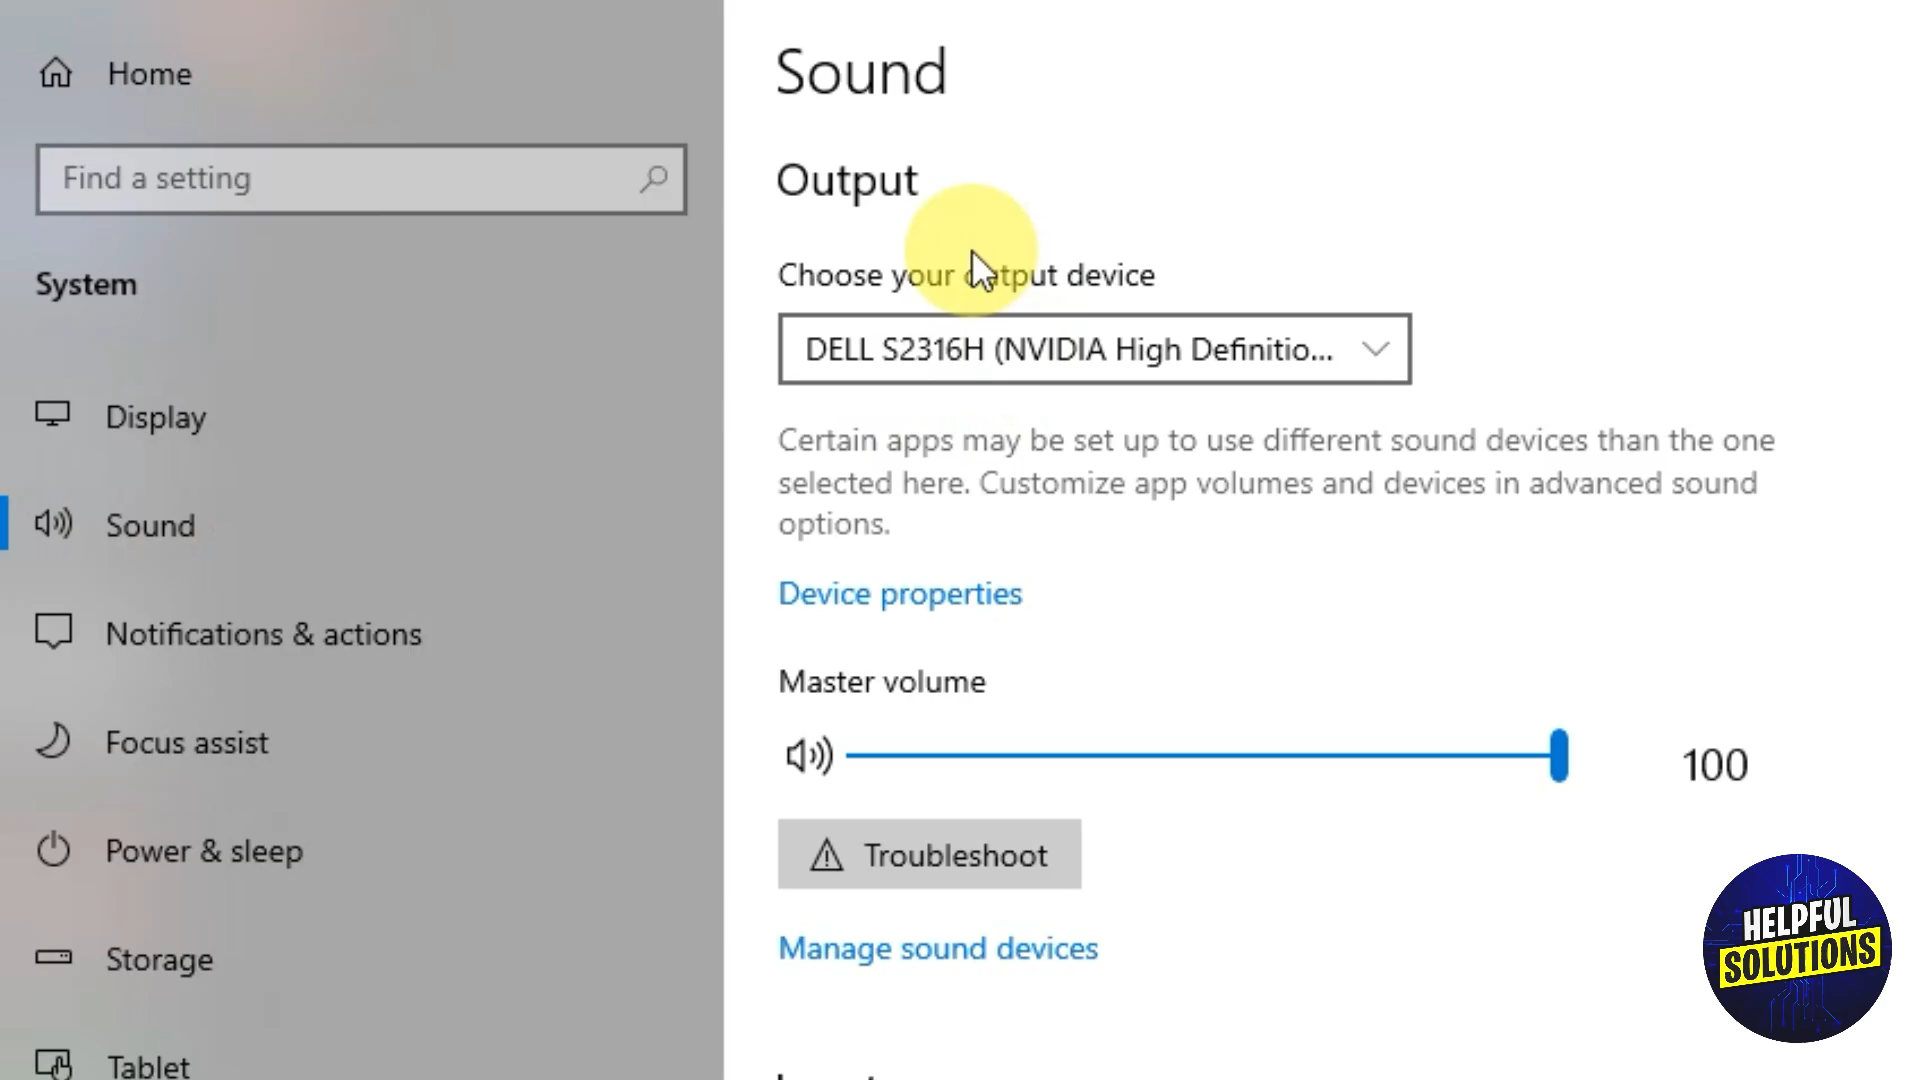 Home
Find a setting
System
Display
Sound
Notifications & actions
Focus assist
Power & sleep
Storage
Tablet
Sound
Output
Choose your output device
DELL S2316H (NVIDIA High Definitio...
Certain apps may be set up to use different sound devices than the one
selected here. Customize app volumes and devices in advanced sound
options.
Device properties
Master volume
100
Troubleshoot
Manage sound devices
HELPFUL
SOLUTIONS